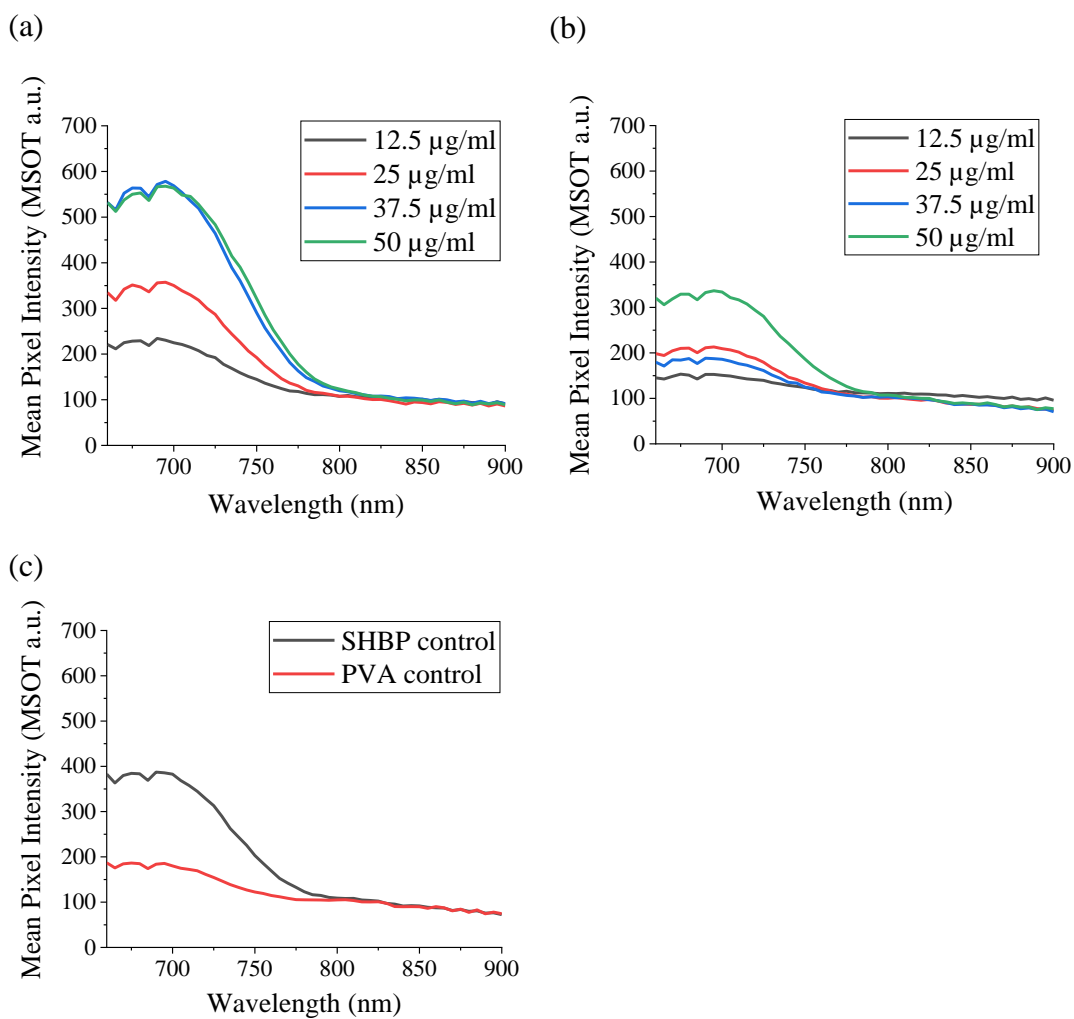 (a)
(b)
700
600
500
400
300
200
100
0
Mean Pixel Intensity (MSOT a.u.)
12.5 µg/ml
25 µg/ml
37.5 µg/ml
50 µg/ml
700 750 800 850 900
Wavelength (nm)
700
600
500
400
300
200
100
0
Mean Pixel Intensity (MSOT a.u.)
12.5 µg/ml
25 µg/ml
37.5 µg/ml
50 µg/ml
700 750 800 850 900
Wavelength (nm)
(c)
700
600
500
400
300
200
100
0
Mean Pixel Intensity (MSOT a.u.)
SHBP control
PVA control
700 750 800 850 900
Wavelength (nm)